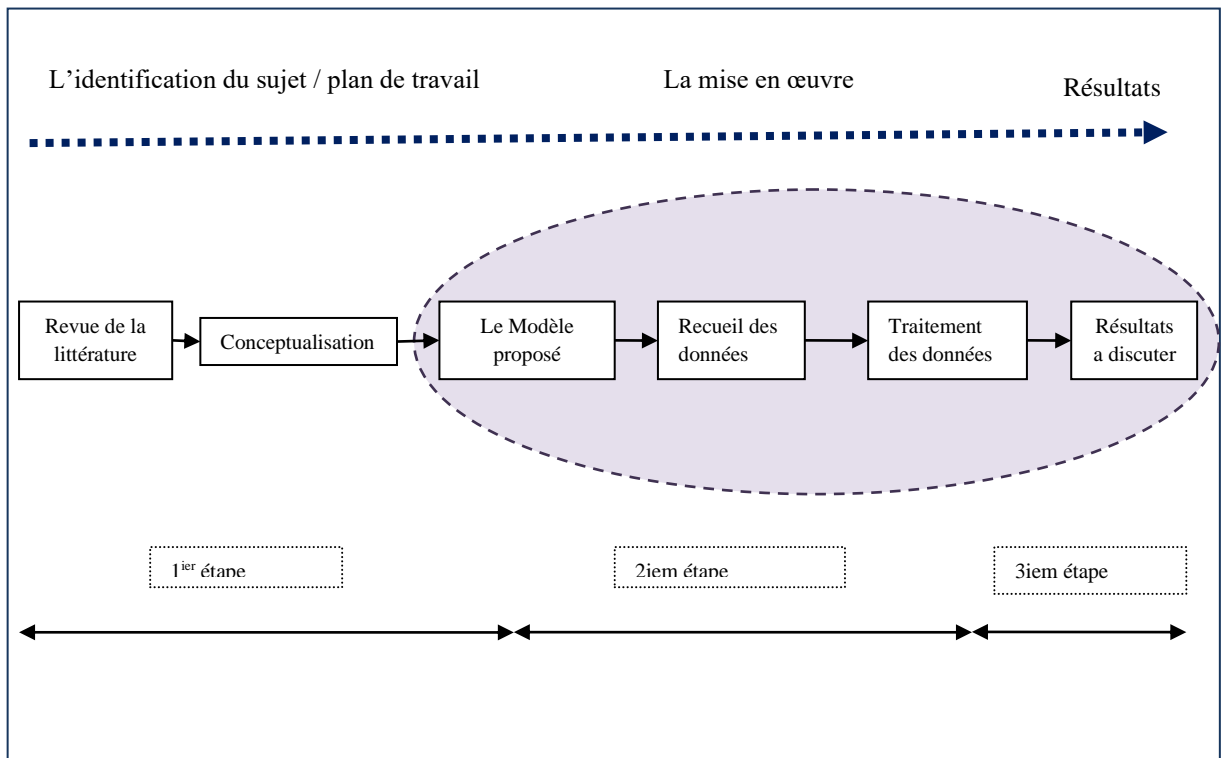 L’identification du sujet / plan de travail
La mise en œuvre
Résultats
Revue de la
littérature
Conceptualisation
Le Modèle
proposé
Recueil des
données
Traitement
des données
Résultats
a discuter
1ier étape
2iem étape
3iem étape